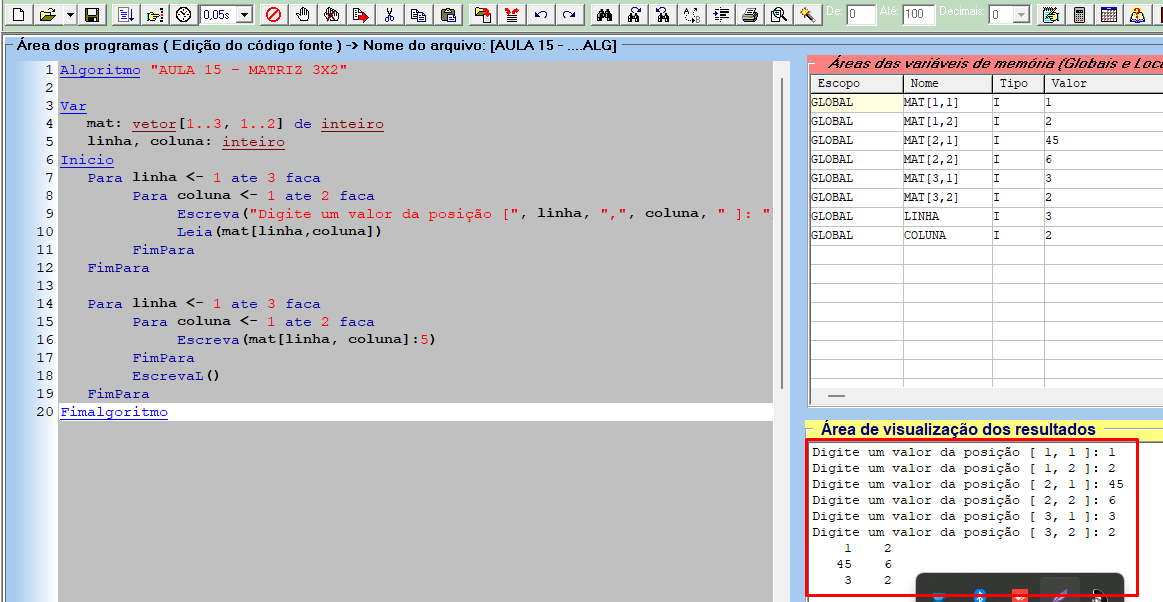 0,05s
De: 0 Até: 100 Decimais: 0
Área dos programas ( Edição do código fonte ) -> Nome do arquivo: [AULA 15 - ....ALG]
1 Algoritmo "AULA 15 - MATRIZ 3X2"
2
3 Var
4 mat: vetor[1..3, 1..2] de inteiro
5 linha, coluna: inteiro
6 Inicio
7 Para linha <- 1 ate 3 faca
8 Para coluna <- 1 ate 2 faca
9 Escreva("Digite um valor da posição [", linha, ",", coluna, " ]: "
10 Leia(mat[linha,coluna])
11 FimPara
12 FimPara
13
14 Para linha <- 1 ate 3 faca
15 Para coluna <- 1 ate 2 faca
16 Escreva(mat[linha, coluna]:5)
17 FimPara
18 EscrevaL()
19 FimPara
20 Fimalgoritmo
Áreas das variáveis de memória (Globais e Loc
Escopo Nome Tipo Valor
GLOBAL MAT[1,1] I 1
GLOBAL MAT[1,2] I 2
GLOBAL MAT[2,1] I 45
GLOBAL MAT[2,2] I 6
GLOBAL MAT[3,1] I 3
GLOBAL MAT[3,2] I 2
GLOBAL LINHA I 3
GLOBAL COLUNA I 2
Área de visualização dos resultados
Digite um valor da posição [ 1, 1 ]: 1
Digite um valor da posição [ 1, 2 ]: 2
Digite um valor da posição [ 2, 1 ]: 45
Digite um valor da posição [ 2, 2 ]: 6
Digite um valor da posição [ 3, 1 ]: 3
Digite um valor da posição [ 3, 2 ]: 2
1 2
45 6
3 2